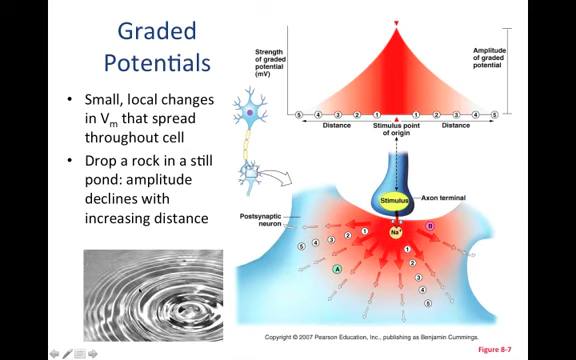 Graded
Potentials
• Small, local changes
in Vm that spread
throughout cell
• Drop a rock in a still
pond: amplitude
declines with
increasing distance
Strength
of graded
potential
(mV)
Amplitude
of graded
potential
5 4 3 2 1 1 2 3 4 5
Distance
Stimulus point
of origin
Distance
Stimulus
Axon terminal
Postsynaptic
neuron
Na+
B
5 4 3 2 1
1
2
3
4
5
A
Copyright © 2007 Pearson Education, Inc., publishing as Benjamin Cummings.
Figure 8-7